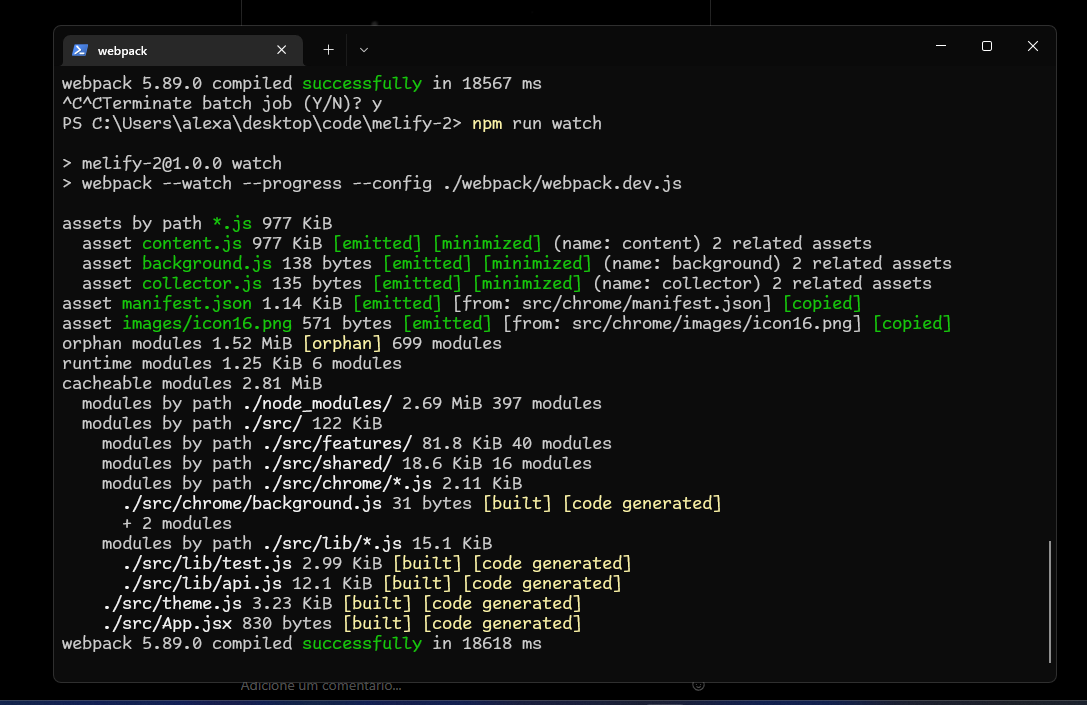 webpack
webpack 5.89.0 compiled successfully in 18567 ms
^C^CTerminate batch job (Y/N)? y
PS C:\Users\alexa\desktop\code\melify-2> npm run watch
> melify-2@1.0.0 watch
> webpack --watch --progress --config ./webpack/webpack.dev.js
assets by path *.js 977 KiB
  asset content.js 977 KiB [emitted] [minimized] (name: content) 2 related assets
  asset background.js 138 bytes [emitted] [minimized] (name: background) 2 related assets
  asset collector.js 135 bytes [emitted] [minimized] (name: collector) 2 related assets
asset manifest.json 1.14 KiB [emitted] [from: src/chrome/manifest.json] [copied]
asset images/icon16.png 571 bytes [emitted] [from: src/chrome/images/icon16.png] [copied]
orphan modules 1.52 MiB [orphan] 699 modules
runtime modules 1.25 KiB 6 modules
cacheable modules 2.81 MiB
  modules by path ./node_modules/ 2.69 MiB 397 modules
  modules by path ./src/ 122 KiB
    modules by path ./src/features/ 81.8 KiB 40 modules
    modules by path ./src/shared/ 18.6 KiB 16 modules
    modules by path ./src/chrome/*.js 2.11 KiB
      ./src/chrome/background.js 31 bytes [built] [code generated]
      + 2 modules
    modules by path ./src/lib/*.js 15.1 KiB
      ./src/lib/test.js 2.99 KiB [built] [code generated]
      ./src/lib/api.js 12.1 KiB [built] [code generated]
    ./src/theme.js 3.23 KiB [built] [code generated]
    ./src/App.jsx 830 bytes [built] [code generated]
webpack 5.89.0 compiled successfully in 18618 ms
Adicione um comentário...